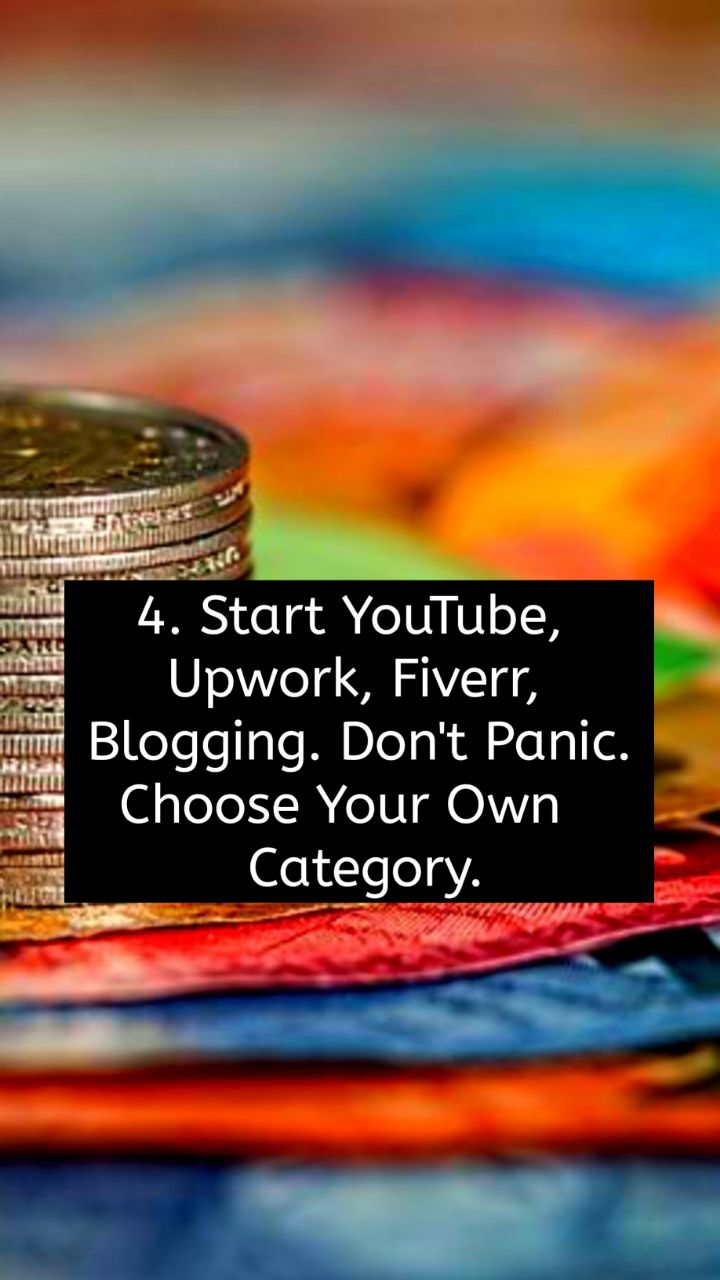 4. Start YouTube,
Upwork, Fiverr,
Blogging. Don't Panic.
Choose Your Own
Category.